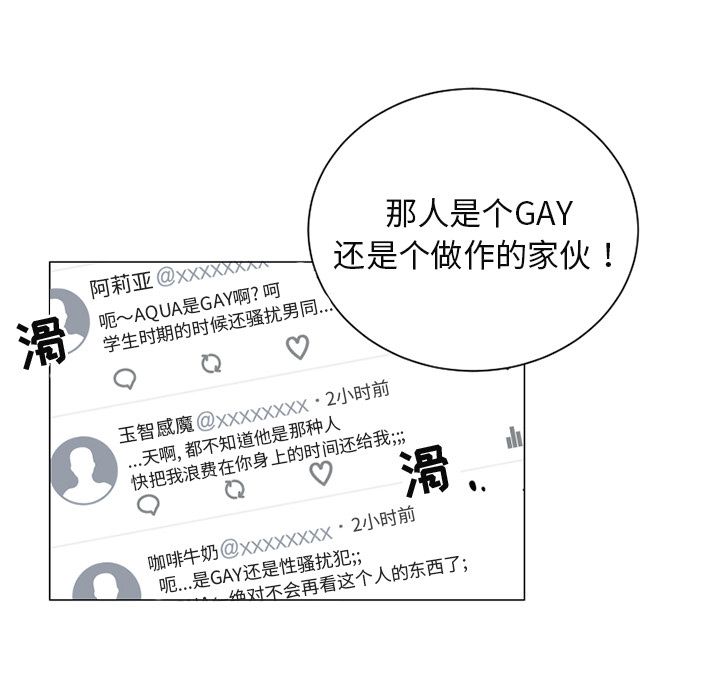 那人是个GAY
还是个做作的家伙！
阿莉亚@xxxxxxxx
呃～AQUA是GAY啊? 呵
学生时期的时候还骚扰男同...
滑
玉智感魔@xxxxxxxx · 2小时前
...天啊, 都不知道他是那种人
快把我浪费在你身上的时间还给我;;;
滑
咖啡牛奶@xxxxxxxx · 2小时前
呃...是GAY还是性骚扰犯;;
绝对不会再看这个人的东西了;